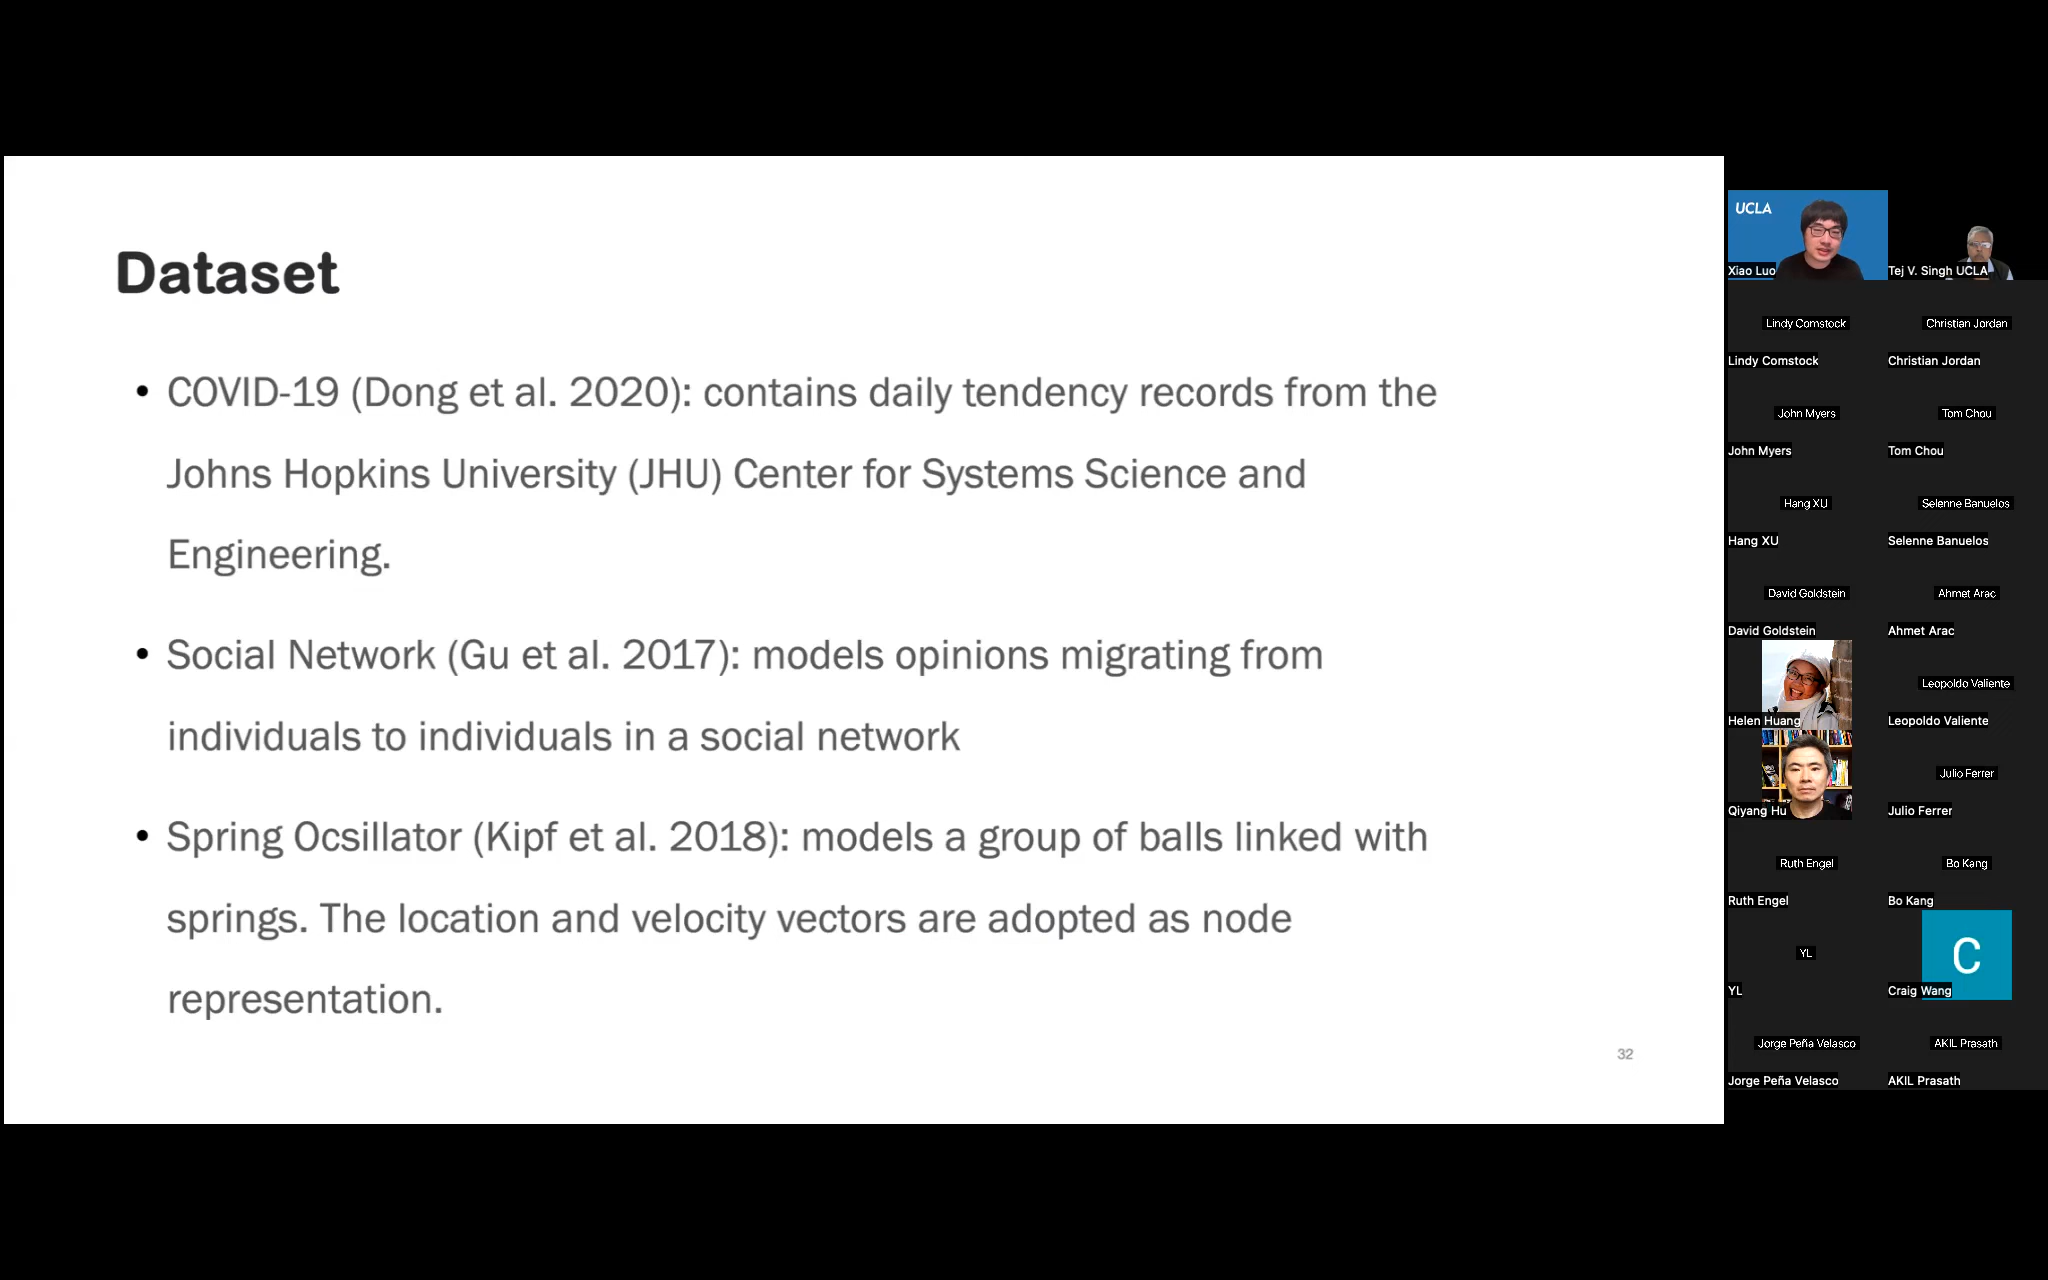 Dataset
• COVID-19 (Dong et al. 2020): contains daily tendency records from the
Johns Hopkins University (JHU) Center for Systems Science and
Engineering.
• Social Network (Gu et al. 2017): models opinions migrating from
individuals to individuals in a social network
• Spring Ocsillator (Kipf et al. 2018): models a group of balls linked with
springs. The location and velocity vectors are adopted as node
representation.
32
UCLA
Xiao Luo
Tej V. Singh UCLA
Lindy Comstock
Christian Jordan
Lindy Comstock
Christian Jordan
John Myers
Tom Chou
John Myers
Tom Chou
Hang XU
Selenne Banuelos
Hang XU
Selenne Banuelos
David Goldstein
Ahmet Arac
David Goldstein
Ahmet Arac
Leopoldo Valiente
Helen Huang
Leopoldo Valiente
Julio Ferrer
Qiyang Hu
Julio Ferrer
Ruth Engel
Bo Kang
Ruth Engel
Bo Kang
YL
C
YL
Craig Wang
Jorge Peña Velasco
AKIL Prasath
Jorge Peña Velasco
AKIL Prasath